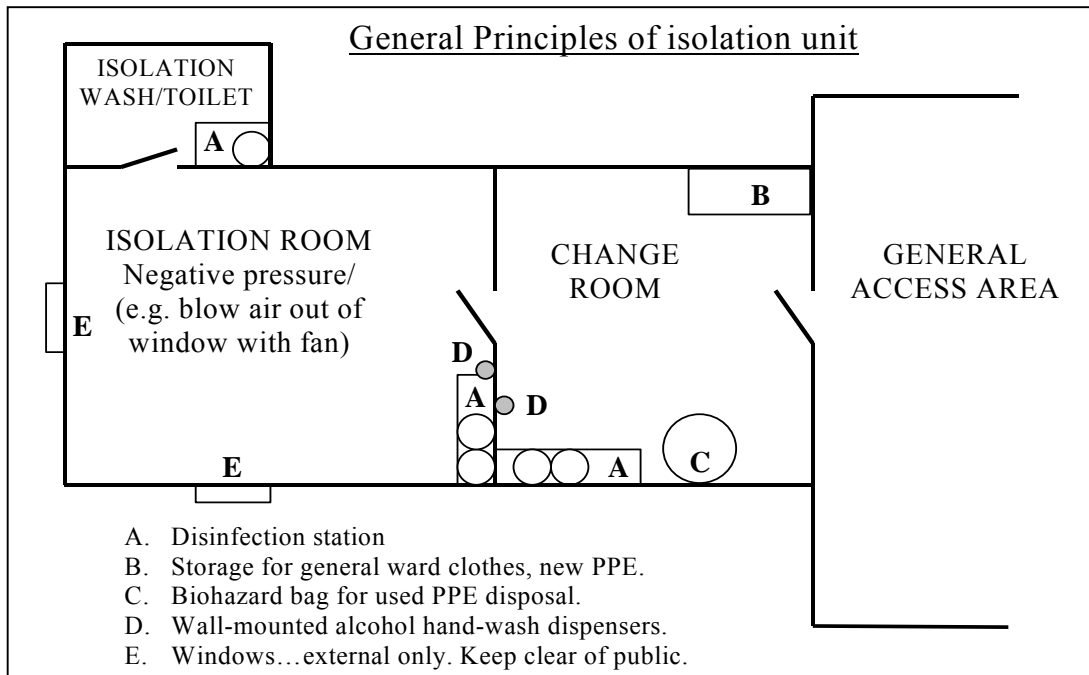 General Principles of isolation unit
ISOLATION
WASH/TOILET
A
B
ISOLATION ROOM
Negative pressure/
(e.g. blow air out of
window with fan)
CHANGE
ROOM
GENERAL
ACCESS AREA
E
D
A
D
E
A
C
A. Disinfection station
B. Storage for general ward clothes, new PPE.
C. Biohazard bag for used PPE disposal.
D. Wall-mounted alcohol hand-wash dispensers.
E. Windows…external only. Keep clear of public.